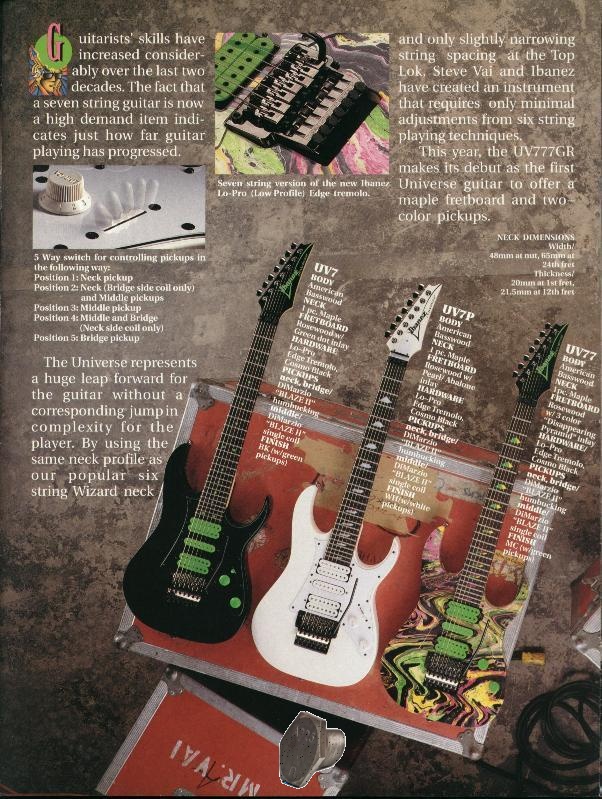 Guitarists' skills have
increased consider-
ably over the last two
decades. The fact that
a seven string guitar is now
a high demand item indi-
cates just how far guitar
playing has progressed.
Seven string version of the new Ibanez
Lo-Pro (Low Profile) Edge tremolo.
and only slightly narrowing
string spacing at the Top
Lok, Steve Vai and Ibanez
have created an instrument
that requires only minimal
adjustments from six string
playing techniques.
This year, the UV777GR
makes its debut as the first
Universe guitar to offer a
maple fretboard and two-
color pickups.
NECK DIMENSIONS
Width/
48mm at nut, 65mm at
24th fret
Thickness/
20mm at 1st fret,
21.5mm at 12th fret
5 Way switch for controlling pickups in
the following way:
Position 1: Neck pickup
Position 2: Neck (Bridge side coil only)
and Middle pickups
Position 3: Middle pickup
Position 4: Middle and Bridge
(Neck side coil only)
Position 5: Bridge pickup
The Universe represents
a huge leap forward for
the guitar without a
corresponding jump in
complexity for the
player. By using the
same neck profile as
our popular six
string Wizard neck
UV7
BODY
American
Basswood
NECK
1 pc. Maple
FRETBOARD
Rosewood w/
Green dot inlay
HARDWARE
Lo-Pro
Edge Tremolo,
Cosmo Black
PICKUPS
neck, bridge/
DiMarzio
"BLAZE II"
humbucking
middle/
DiMarzio
"BLAZE II"
single coil
FINISH
BK (w/green
pickups)
UV7P
BODY
American
Basswood
NECK
1 pc. Maple
FRETBOARD
Rosewood w/
Pearl/Abalone
inlay
HARDWARE
Lo-Pro
Edge Tremolo,
Cosmo Black
PICKUPS
neck, bridge/
DiMarzio
"BLAZE II"
humbucking
middle/
DiMarzio
"BLAZE II"
single coil
FINISH
WH (w/white
pickups)
UV77
BODY
American
Basswood
NECK
1 pc. Maple
FRETBOARD
Rosewood
w/3 color
"Disappearing
Pyramid" inlay
HARDWARE/
Lo-Pro
Edge Tremolo,
Cosmo Black
PICKUPS
neck, bridge/
DiMarzio
"BLAZE II"
humbucking
middle/
DiMarzio
"BLAZE II"
single coil
FINISH
MC (w/green
pickups)
Ibanez
MR. VAI